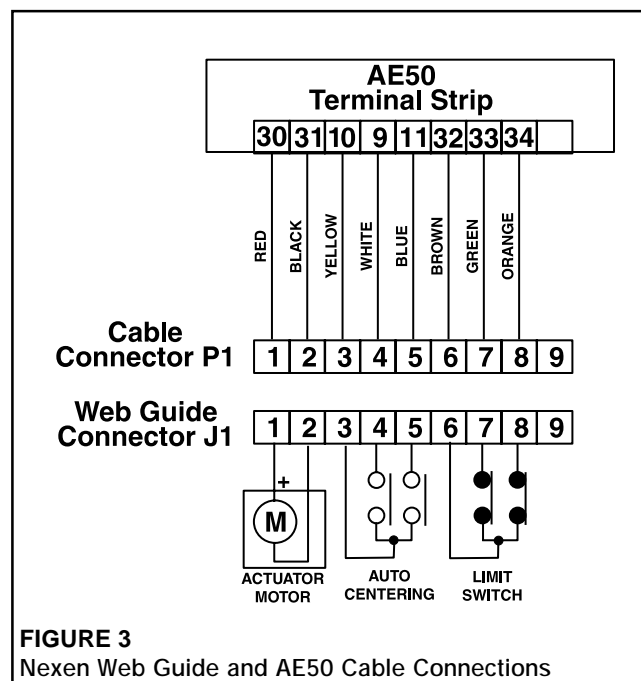 AE50
Terminal Strip
30 31 10 9 11 32 33 34
RED
BLACK
YELLOW
WHITE
BLUE
BROWN
GREEN
ORANGE
Cable
Connector P1
1 2 3 4 5 6 7 8 9
Web Guide
Connector J1
1 2 3 4 5 6 7 8 9
+
M
ACTUATOR
MOTOR
AUTO
CENTERING
LIMIT
SWITCH
FIGURE 3
Nexen Web Guide and AE50 Cable Connections